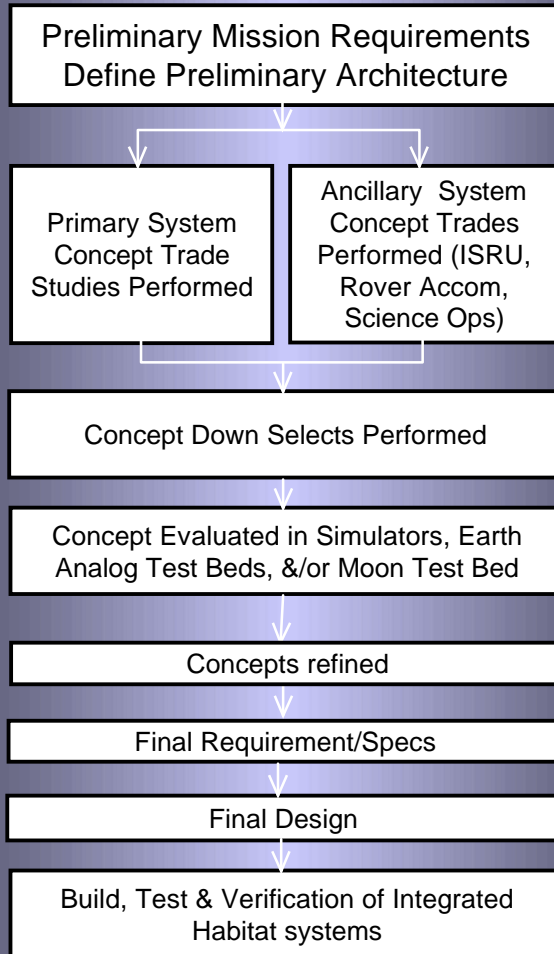 Preliminary Mission Requirements
Define Preliminary Architecture
Primary System
Concept Trade
Studies Performed
Ancillary System
Concept Trades
Performed (ISRU,
Rover Accom,
Science Ops)
Concept Down Selects Performed
Concept Evaluated in Simulators, Earth
Analog Test Beds, &/or Moon Test Bed
Concepts refined
Final Requirement/Specs
Final Design
Build, Test & Verification of Integrated
Habitat systems